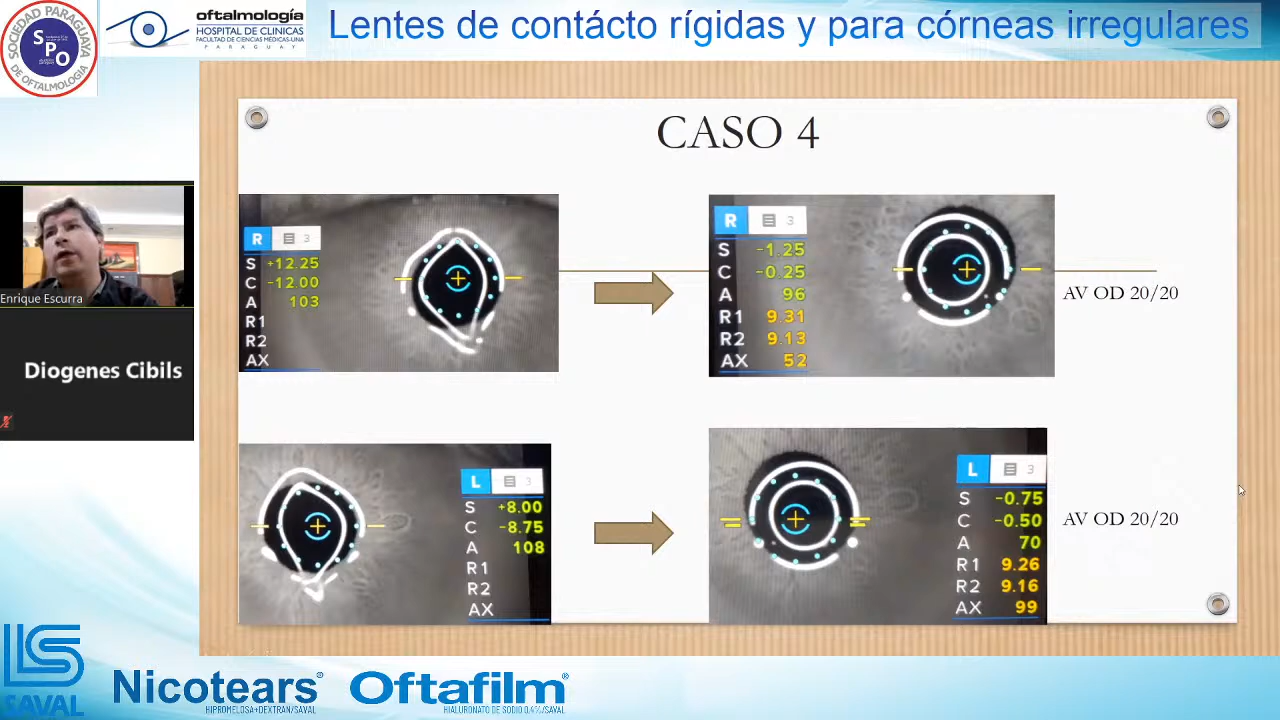 SOCIEDAD PARAGUAYA
SPO
DE OFTALMOLOGIA
oftalmología
HOSPITAL DE CLINICAS
FACULTAD DE CIENCIAS MÉDICAS-UNA
PARAGUAY
Lentes de contácto rígidas y para córneas irregulares
CASO 4
R 3
S +12.25
C -12.00
A 103
R1
R2
AX
R 3
S -1.25
C -0.25
A 96
R1 9.31
R2 9.13
AX 52
AV OD 20/20
Enrique Escurra
Diogenes Cibils
L 3
S +8.00
C -8.75
A 108
R1
R2
AX
L 3
S -0.75
C -0.50
A 70
R1 9.26
R2 9.16
AX 99
AV OD 20/20
LS
SAVAL
Nicotears®
HIPROMELOSA+DEXTRAN/SAVAL
Oftafilm®
HIALURONATO DE SODIO 0.4%/SAVAL